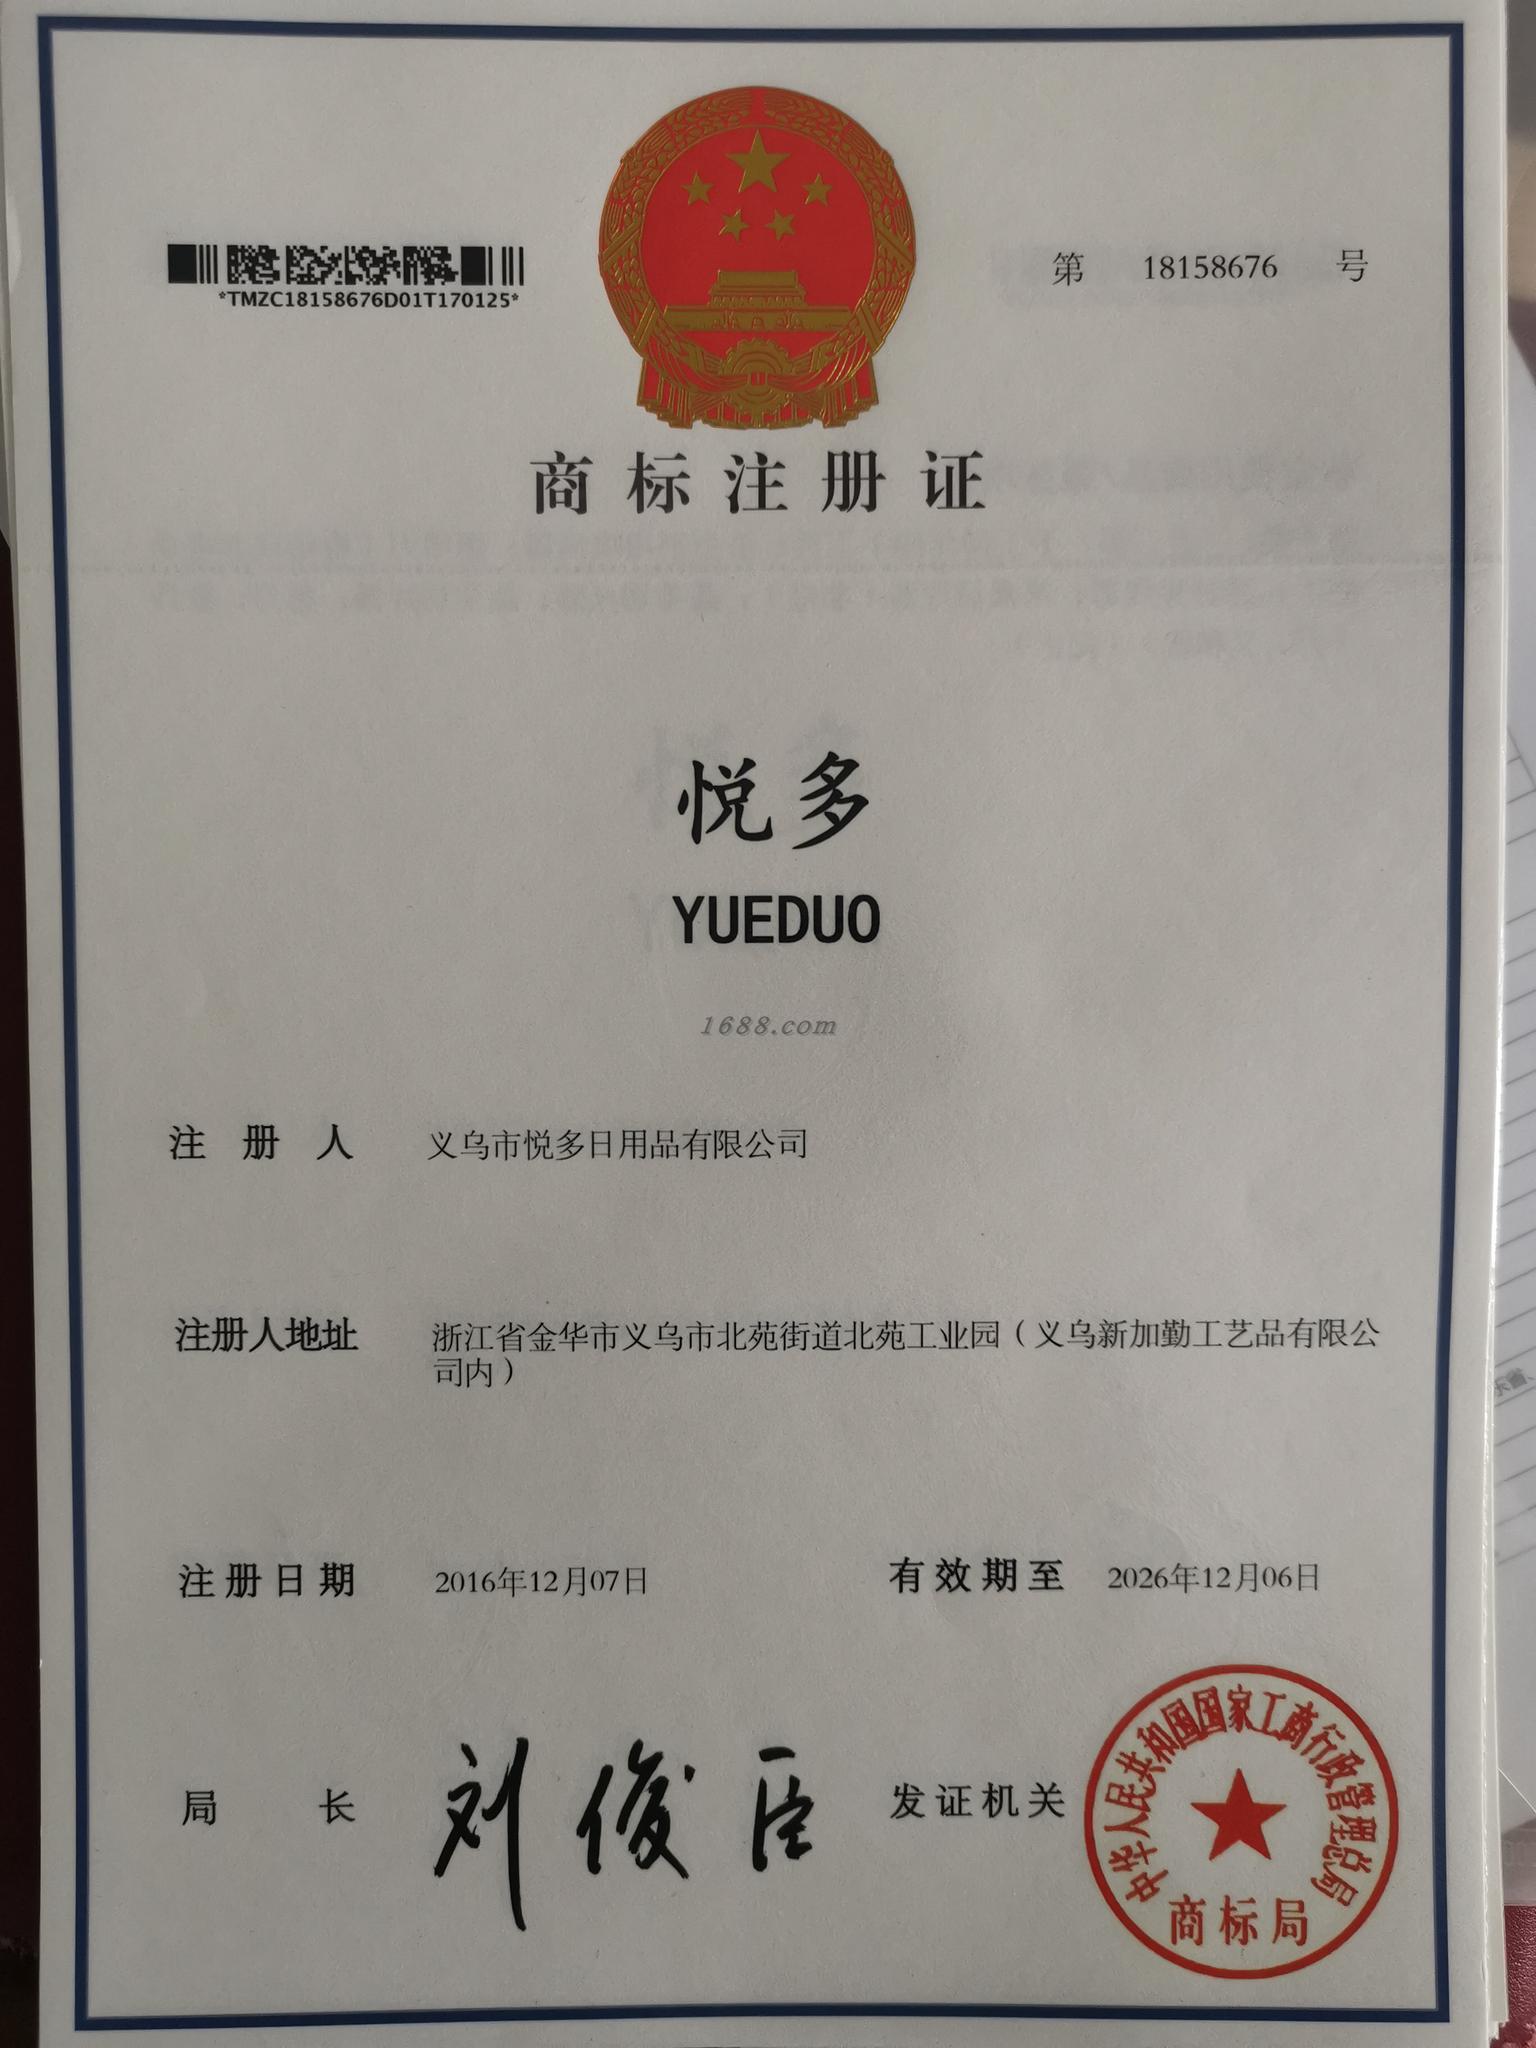 *TMZC18158676D01T170125*
第 18158676 号
商标注册证
悦多
YUEDUO
1688.com
注册人 义乌市悦多日用品有限公司
注册人地址 浙江省金华市义乌市北苑街道北苑工业园（义乌新加勤工艺品有限公
司内）
注册日期 2016年12月07日 有效期至 2026年12月06日
局长 刘俊臣 发证机关
中华人民共和国国家工商行政管理总局
商标局